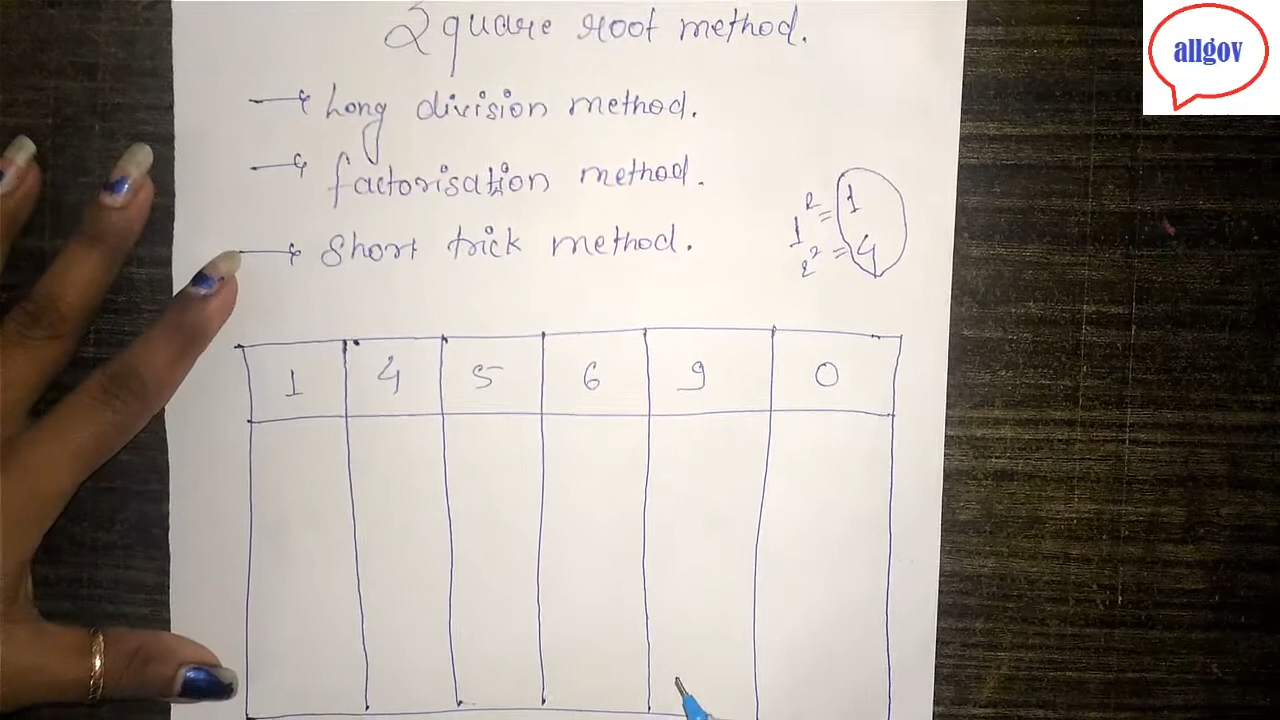 Square root method.
allgov
→ Long division method.
→ factorisation method.
1² = 1
→ Short trick method.
2² = 4
1 4 5 6 9 0